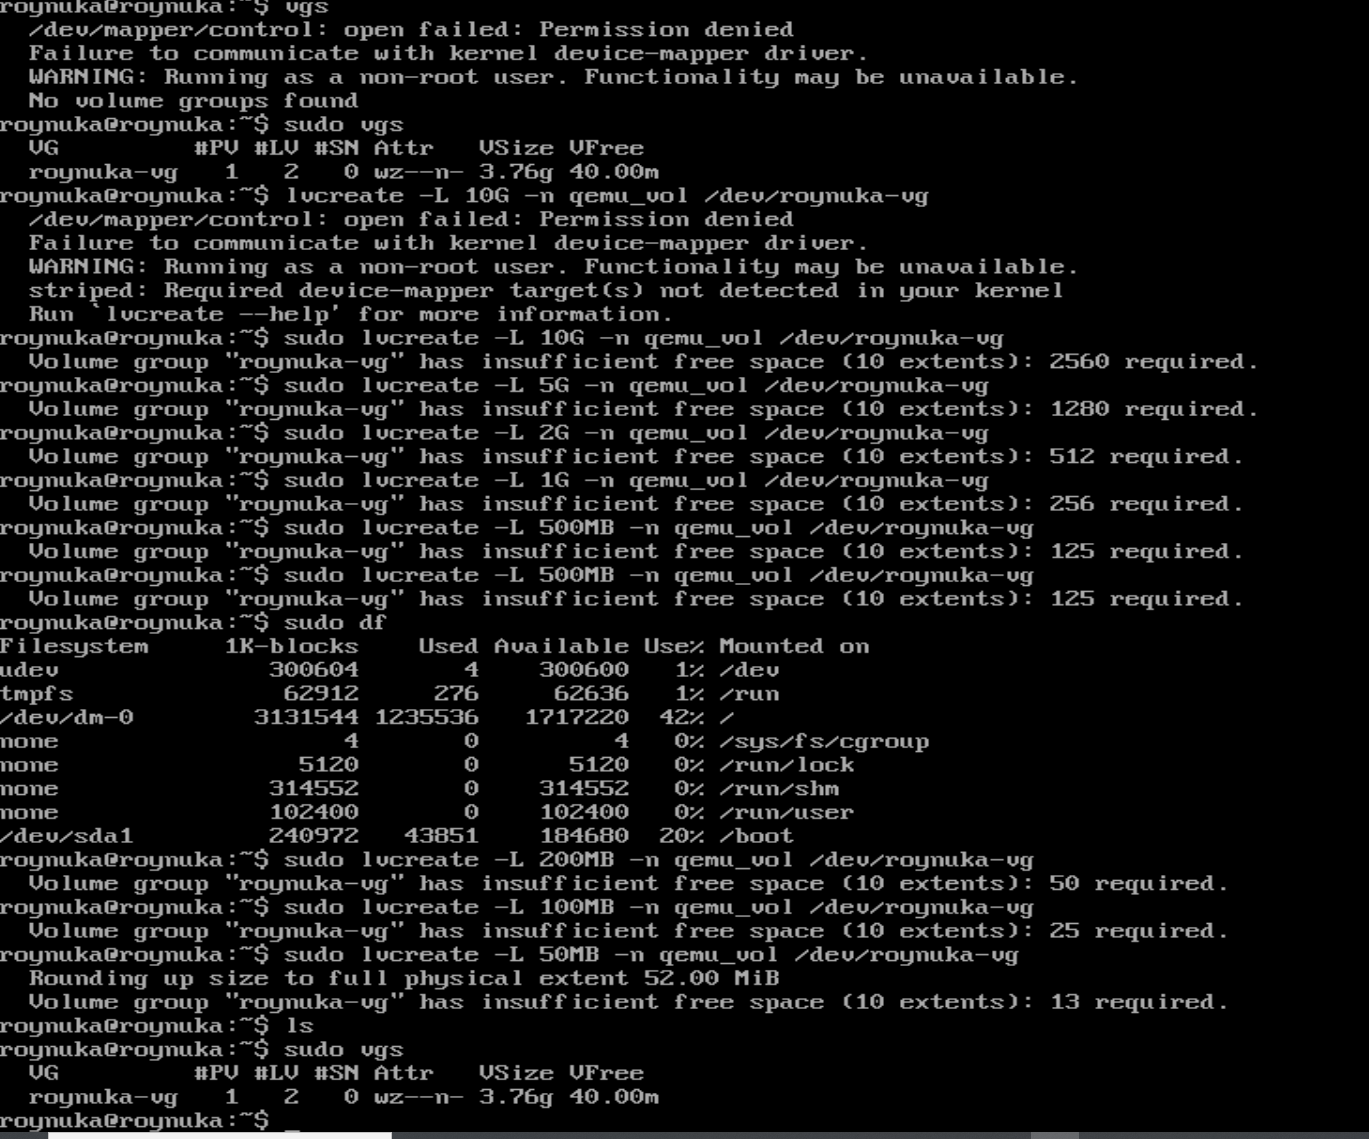 roynuka@roynuka:~$ vgs
  /dev/mapper/control: open failed: Permission denied
  Failure to communicate with kernel device-mapper driver.
  WARNING: Running as a non-root user. Functionality may be unavailable.
  No volume groups found
roynuka@roynuka:~$ sudo vgs
  VG         #PV #LV #SN Attr   VSize VFree
  roynuka-vg   1   2   0 wz--n- 3.76g 40.00m
roynuka@roynuka:~$ lvcreate -L 10G -n qemu_vol /dev/roynuka-vg
  /dev/mapper/control: open failed: Permission denied
  Failure to communicate with kernel device-mapper driver.
  WARNING: Running as a non-root user. Functionality may be unavailable.
  striped: Required device-mapper target(s) not detected in your kernel
  Run `lvcreate --help' for more information.
roynuka@roynuka:~$ sudo lvcreate -L 10G -n qemu_vol /dev/roynuka-vg
  Volume group "roynuka-vg" has insufficient free space (10 extents): 2560 required.
roynuka@roynuka:~$ sudo lvcreate -L 5G -n qemu_vol /dev/roynuka-vg
  Volume group "roynuka-vg" has insufficient free space (10 extents): 1280 required.
roynuka@roynuka:~$ sudo lvcreate -L 2G -n qemu_vol /dev/roynuka-vg
  Volume group "roynuka-vg" has insufficient free space (10 extents): 512 required.
roynuka@roynuka:~$ sudo lvcreate -L 1G -n qemu_vol /dev/roynuka-vg
  Volume group "roynuka-vg" has insufficient free space (10 extents): 256 required.
roynuka@roynuka:~$ sudo lvcreate -L 500MB -n qemu_vol /dev/roynuka-vg
  Volume group "roynuka-vg" has insufficient free space (10 extents): 125 required.
roynuka@roynuka:~$ sudo lvcreate -L 500MB -n qemu_vol /dev/roynuka-vg
  Volume group "roynuka-vg" has insufficient free space (10 extents): 125 required.
roynuka@roynuka:~$ sudo df
Filesystem     1K-blocks    Used Available Use% Mounted on
udev              300604       4    300600   1% /dev
tmpfs              62912     276     62636   1% /run
/dev/dm-0        3131544 1235536   1717220  42% /
none                   4       0         4   0% /sys/fs/cgroup
none                5120       0      5120   0% /run/lock
none              314552       0    314552   0% /run/shm
none              102400       0    102400   0% /run/user
/dev/sda1         240972   43851    184680  20% /boot
roynuka@roynuka:~$ sudo lvcreate -L 200MB -n qemu_vol /dev/roynuka-vg
  Volume group "roynuka-vg" has insufficient free space (10 extents): 50 required.
roynuka@roynuka:~$ sudo lvcreate -L 100MB -n qemu_vol /dev/roynuka-vg
  Volume group "roynuka-vg" has insufficient free space (10 extents): 25 required.
roynuka@roynuka:~$ sudo lvcreate -L 50MB -n qemu_vol /dev/roynuka-vg
  Rounding up size to full physical extent 52.00 MiB
  Volume group "roynuka-vg" has insufficient free space (10 extents): 13 required.
roynuka@roynuka:~$ ls
roynuka@roynuka:~$ sudo vgs
  VG         #PV #LV #SN Attr   VSize VFree
  roynuka-vg   1   2   0 wz--n- 3.76g 40.00m
roynuka@roynuka:~$ _